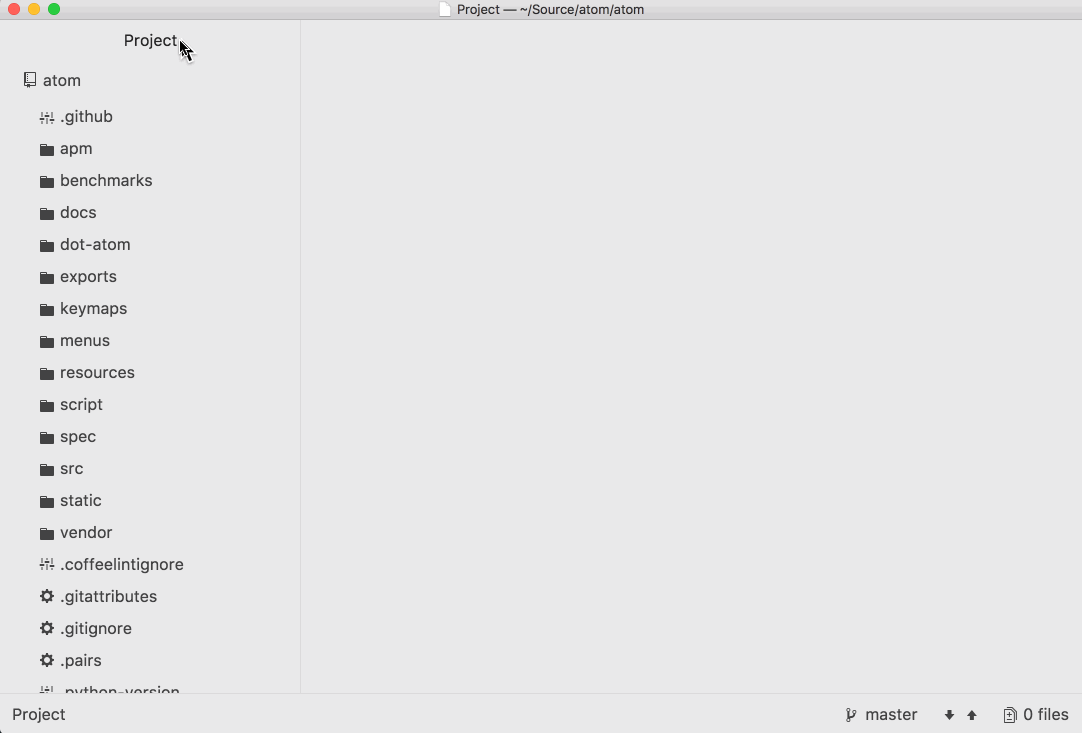 Project — ~/Source/atom/atom
Project
atom
.github
apm
benchmarks
docs
dot-atom
exports
keymaps
menus
resources
script
spec
src
static
vendor
.coffeelintignore
.gitattributes
.gitignore
.pairs
.python-version
Project
master
0 files